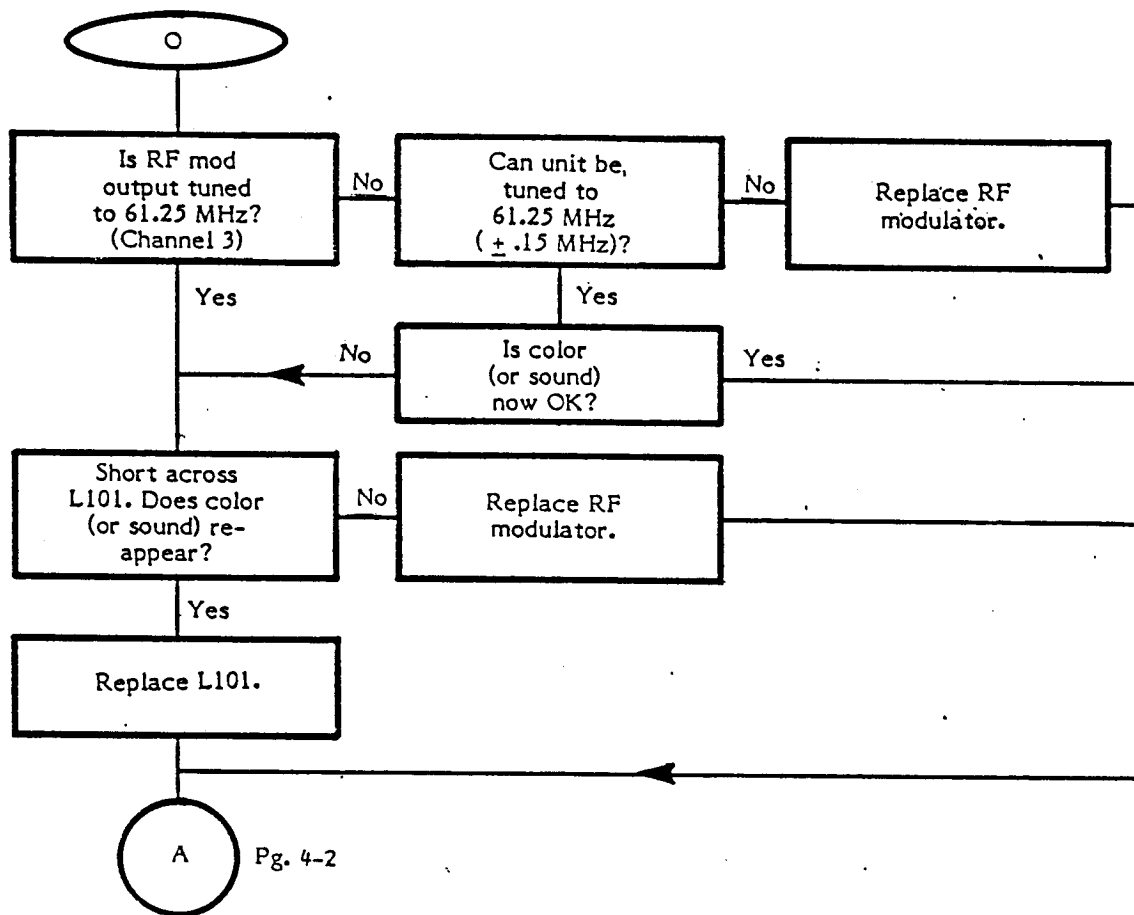 O
Is RF mod
output tuned
to 61.25 MHz?
(Channel 3)
No
Can unit be,
tuned to
61.25 MHz
( ± .15 MHz)?
No
Replace RF
modulator.
Yes
Yes
No
Is color
(or sound)
now OK?
Yes
Short across
L101. Does color
(or sound) re-
appear?
No
Replace RF
modulator.
Yes
Replace L101.
A
Pg. 4-2